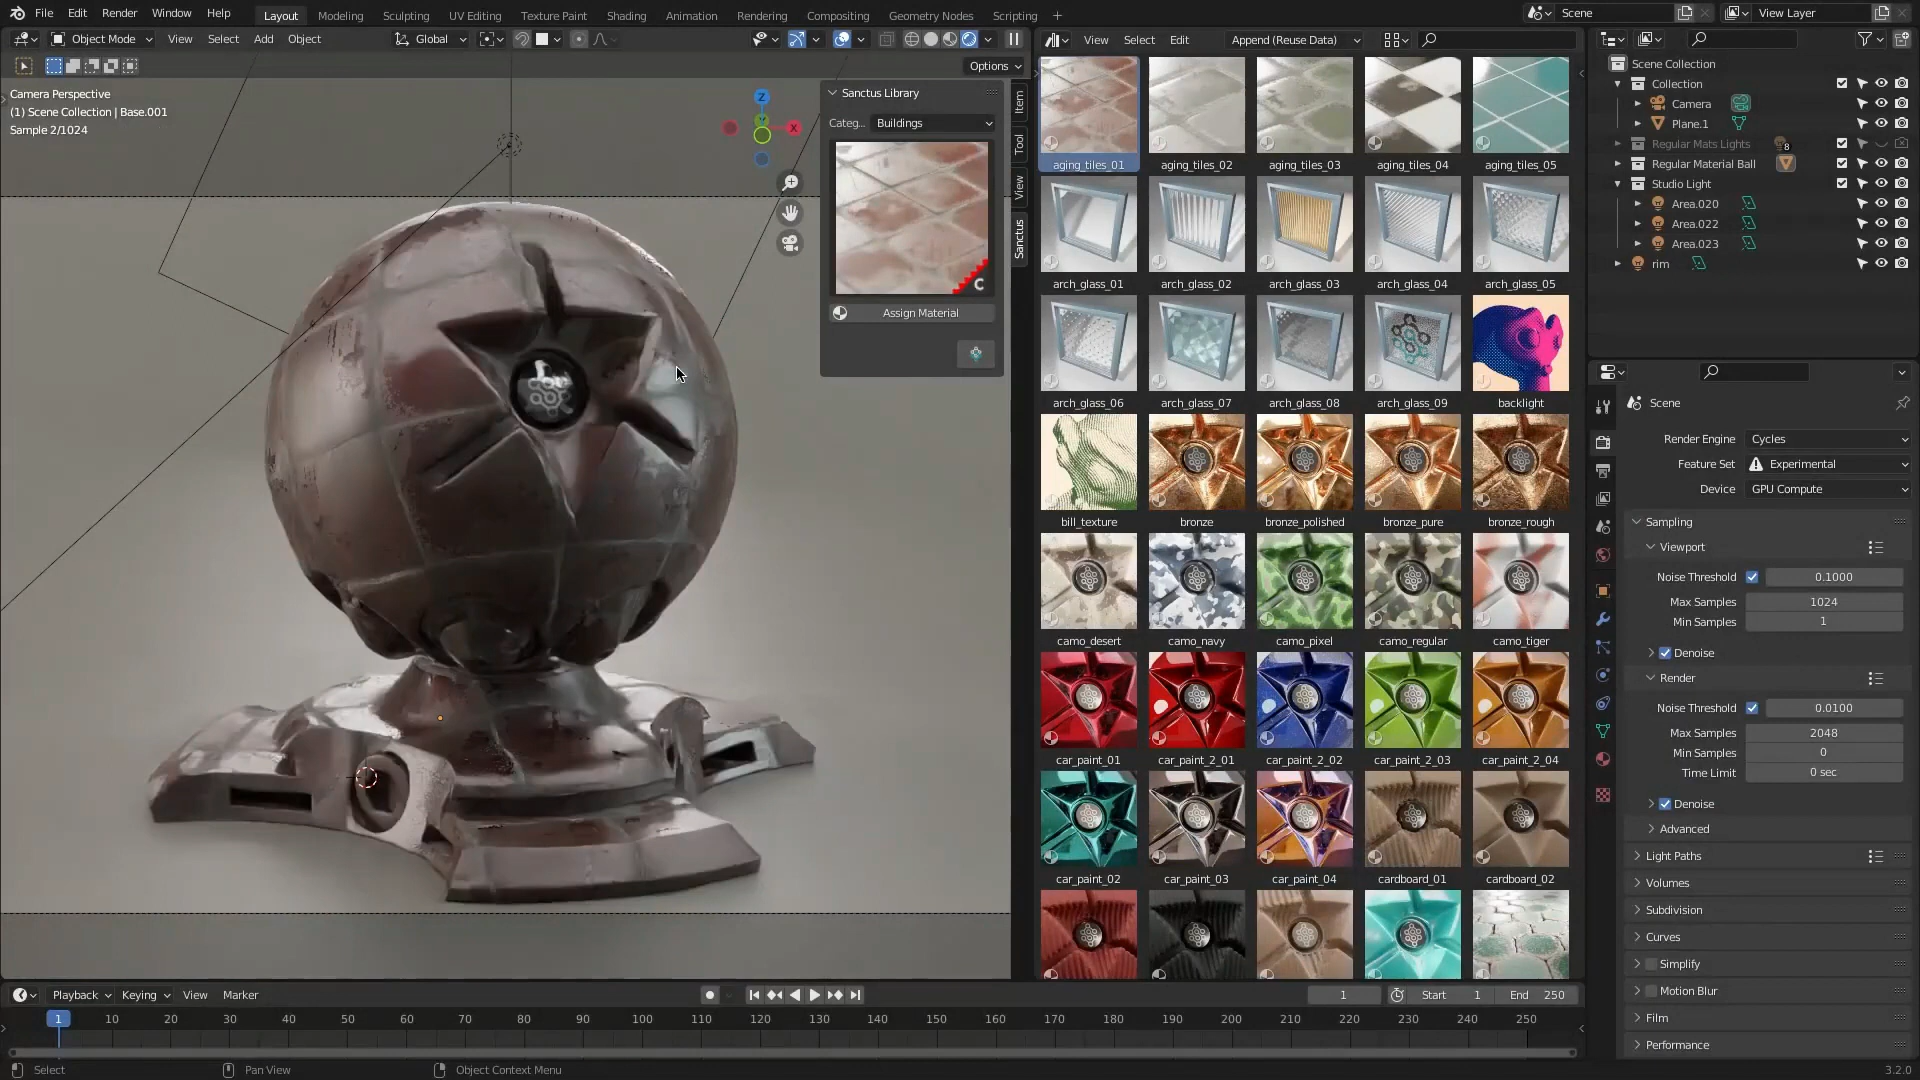 File Edit Render Window Help Layout Modeling Sculpting UV Editing Texture Paint Shading Animation Rendering Compositing Geometry Nodes Scripting + Scene View Layer
Object Mode View Select Add Object Global
View Select Edit Append (Reuse Data)
Options
Camera Perspective
(1) Scene Collection | Base.001
Sample 2/1024
Z
X
Sanctus Library
Categ... Buildings
C
Assign Material
Item
Tool
View
Sanctus
aging_tiles_01 aging_tiles_02 aging_tiles_03 aging_tiles_04 aging_tiles_05
arch_glass_01 arch_glass_02 arch_glass_03 arch_glass_04 arch_glass_05
arch_glass_06 arch_glass_07 arch_glass_08 arch_glass_09 backlight
bill_texture bronze bronze_polished bronze_pure bronze_rough
camo_desert camo_navy camo_pixel camo_regular camo_tiger
car_paint_01 car_paint_2_01 car_paint_2_02 car_paint_2_03 car_paint_2_04
car_paint_02 car_paint_03 car_paint_04 cardboard_01 cardboard_02
Scene Collection
Collection
Camera
Plane.1
Regular Mats Lights 8
Regular Material Ball
Studio Light
Area.020
Area.022
Area.023
rim
Scene
Render Engine Cycles
Feature Set Experimental
Device GPU Compute
Sampling
Viewport
Noise Threshold 0.1000
Max Samples 1024
Min Samples 1
Denoise
Render
Noise Threshold 0.0100
Max Samples 2048
Min Samples 0
Time Limit 0 sec
Denoise
Advanced
Light Paths
Volumes
Subdivision
Curves
Simplify
Motion Blur
Film
Performance
Playback Keying View Marker 1 Start 1 End 250
1 10 20 30 40 50 60 70 80 90 100 110 120 130 140 150 160 170 180 190 200 210 220 230 240 250
Select Pan View Object Context Menu 3.2.0